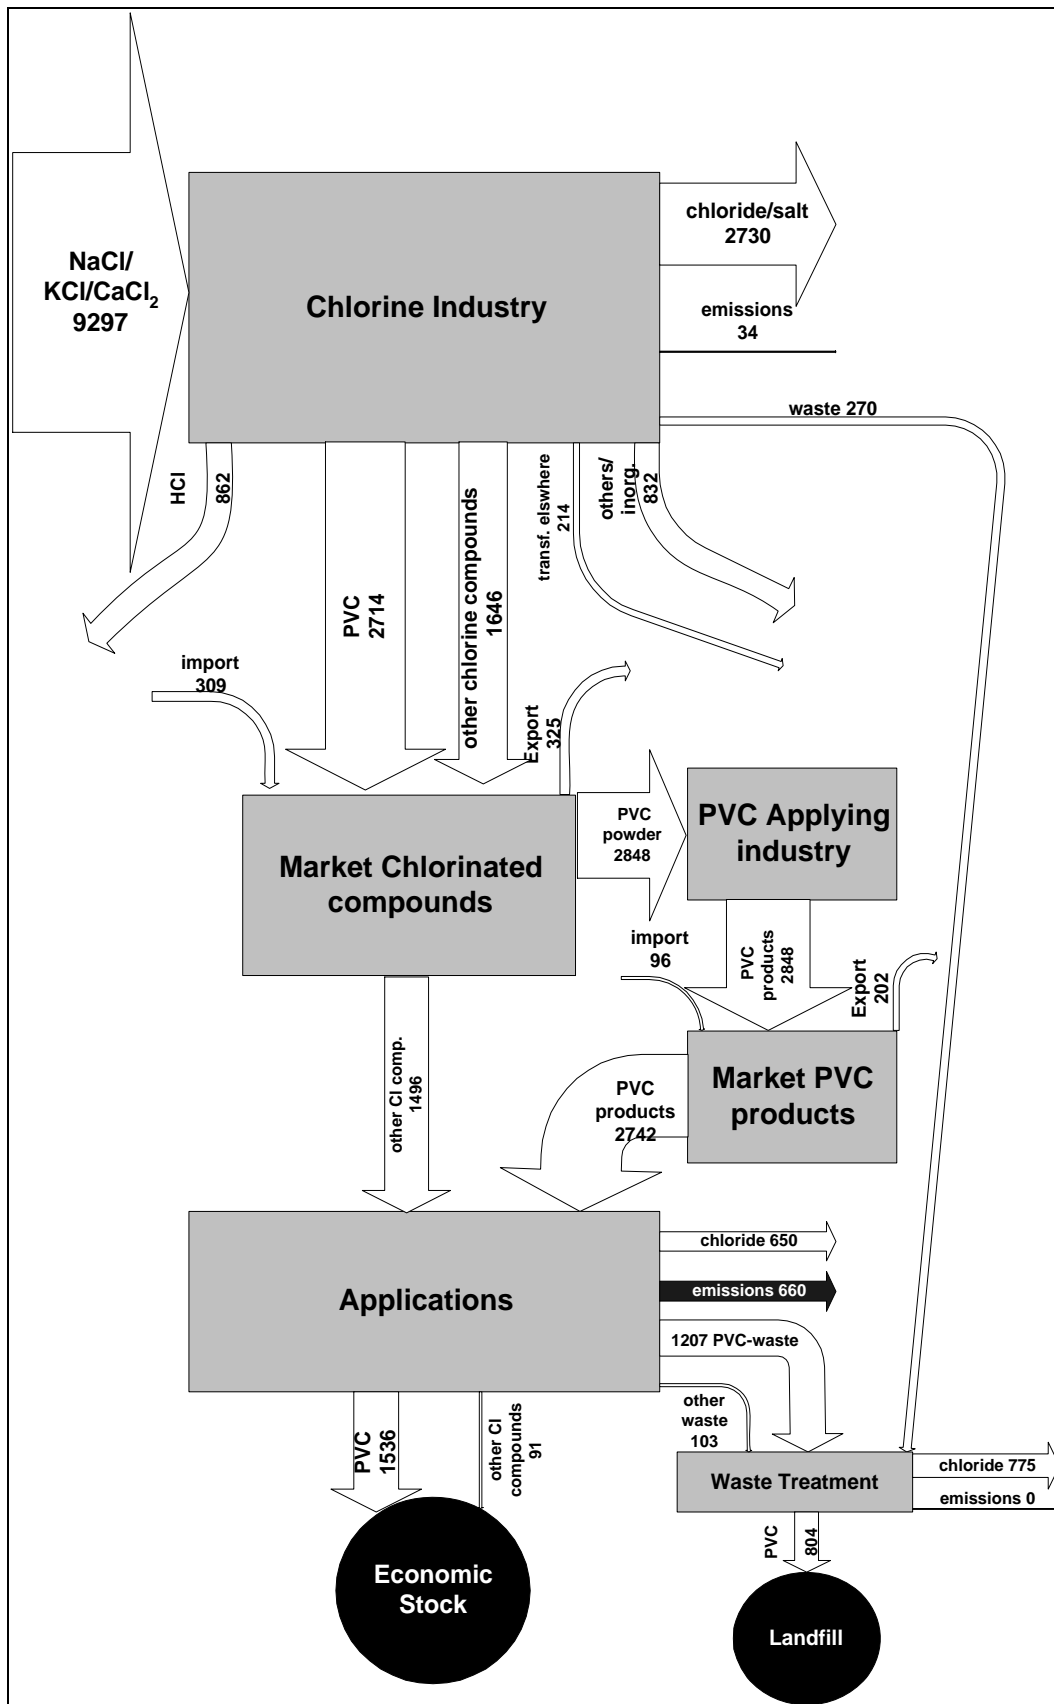 NaCl/
KCl/CaCl₂
9297
Chlorine Industry
chloride/salt
2730
emissions
34
waste 270
HCl
862
PVC
2714
other chlorine compounds
1646
transf. elswhere
214
others/
inorg.
832
import
309
Export
325
Market Chlorinated
compounds
PVC
powder
2848
PVC Applying
industry
import
96
PVC
products
2848
Export
202
other Cl comp.
1496
PVC
products
2742
Market PVC
products
Applications
chloride 650
emissions 660
1207 PVC-waste
other
waste
103
PVC
1536
other Cl
compounds
91
Waste Treatment
chloride 775
emissions 0
PVC
804
Economic
Stock
Landfill